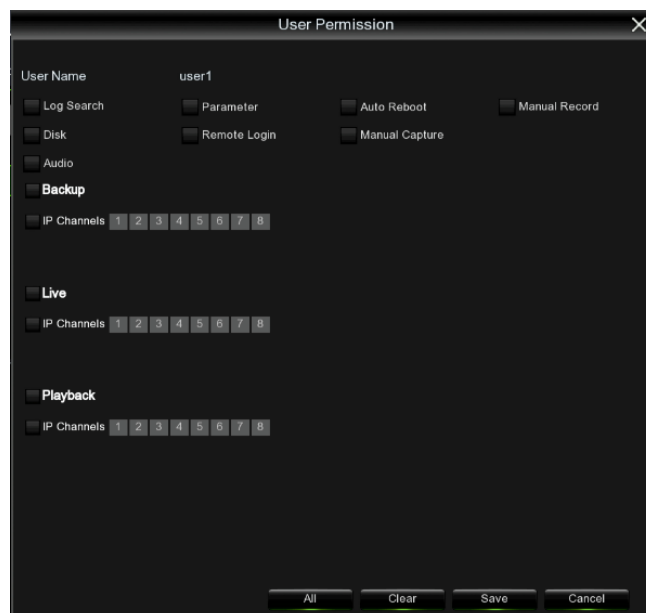 User Permission
User Name user1
Log Search Parameter Auto Reboot Manual Record
Disk Remote Login Manual Capture
Audio
Backup
IP Channels 1 2 3 4 5 6 7 8
Live
IP Channels 1 2 3 4 5 6 7 8
Playback
IP Channels 1 2 3 4 5 6 7 8
All Clear Save Cancel